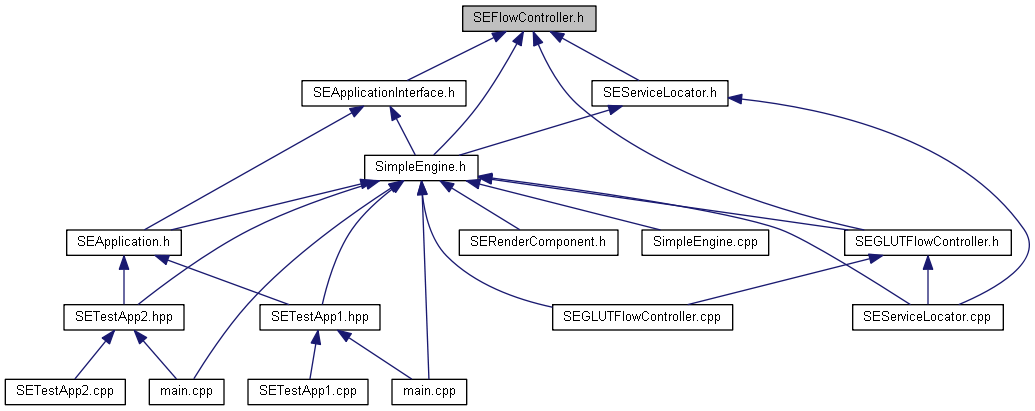 SEFlowController.h
SEApplicationInterface.h
SEServiceLocator.h
SimpleEngine.h
SEApplication.h
SERenderComponent.h
SimpleEngine.cpp
SEGLUTFlowController.h
SETestApp2.hpp
SETestApp1.hpp
SEGLUTFlowController.cpp
SEServiceLocator.cpp
SETestApp2.cpp
main.cpp
SETestApp1.cpp
main.cpp